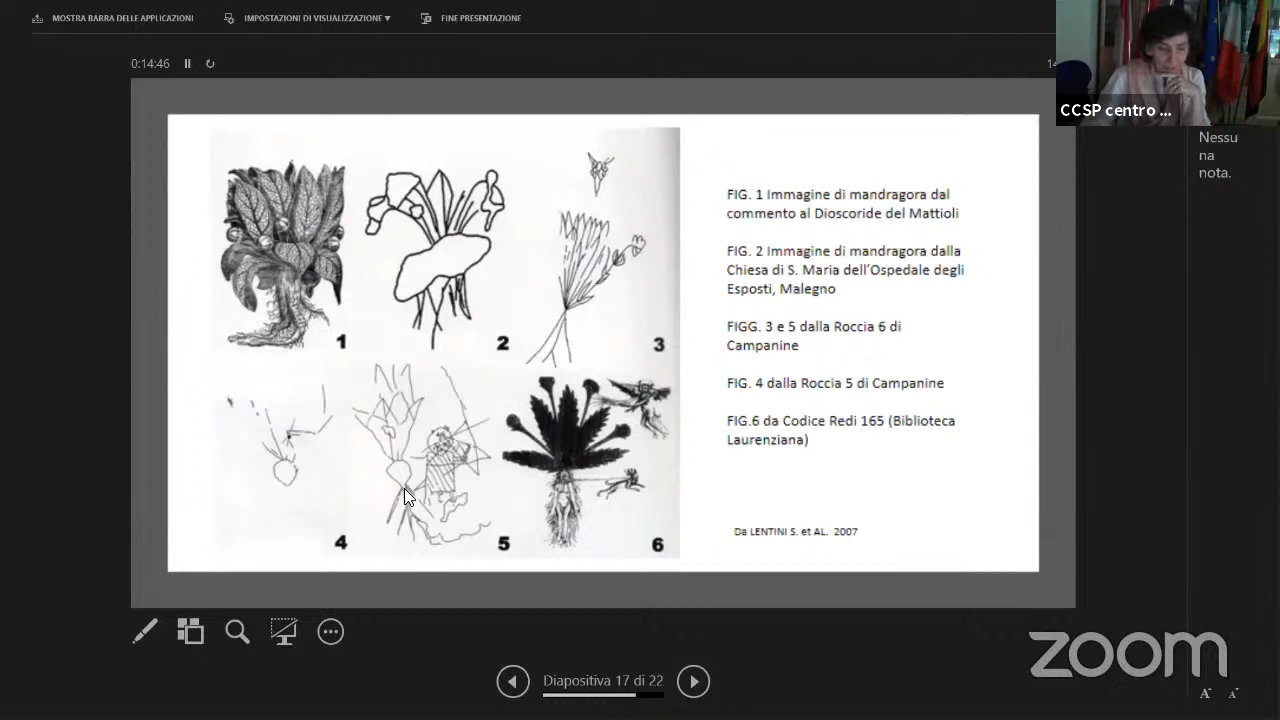 MOSTRA BARRA DELLE APPLICAZIONI
IMPOSTAZIONI DI VISUALIZZAZIONE ▼
FINE PRESENTAZIONE
0:14:46
14
CCSP centro ...
Nessu
na
nota.
1
2
3
4
5
6
FIG. 1 Immagine di mandragora dal
commento al Dioscoride del Mattioli
FIG. 2 Immagine di mandragora dalla
Chiesa di S. Maria dell'Ospedale degli
Esposti, Malegno
FIGG. 3 e 5 dalla Roccia 6 di
Campanine
FIG. 4 dalla Roccia 5 di Campanine
FIG.6 da Codice Redi 165 (Biblioteca
Laurenziana)
Da LENTINI S. et AL. 2007
Diapositiva 17 di 22
zoom
A A